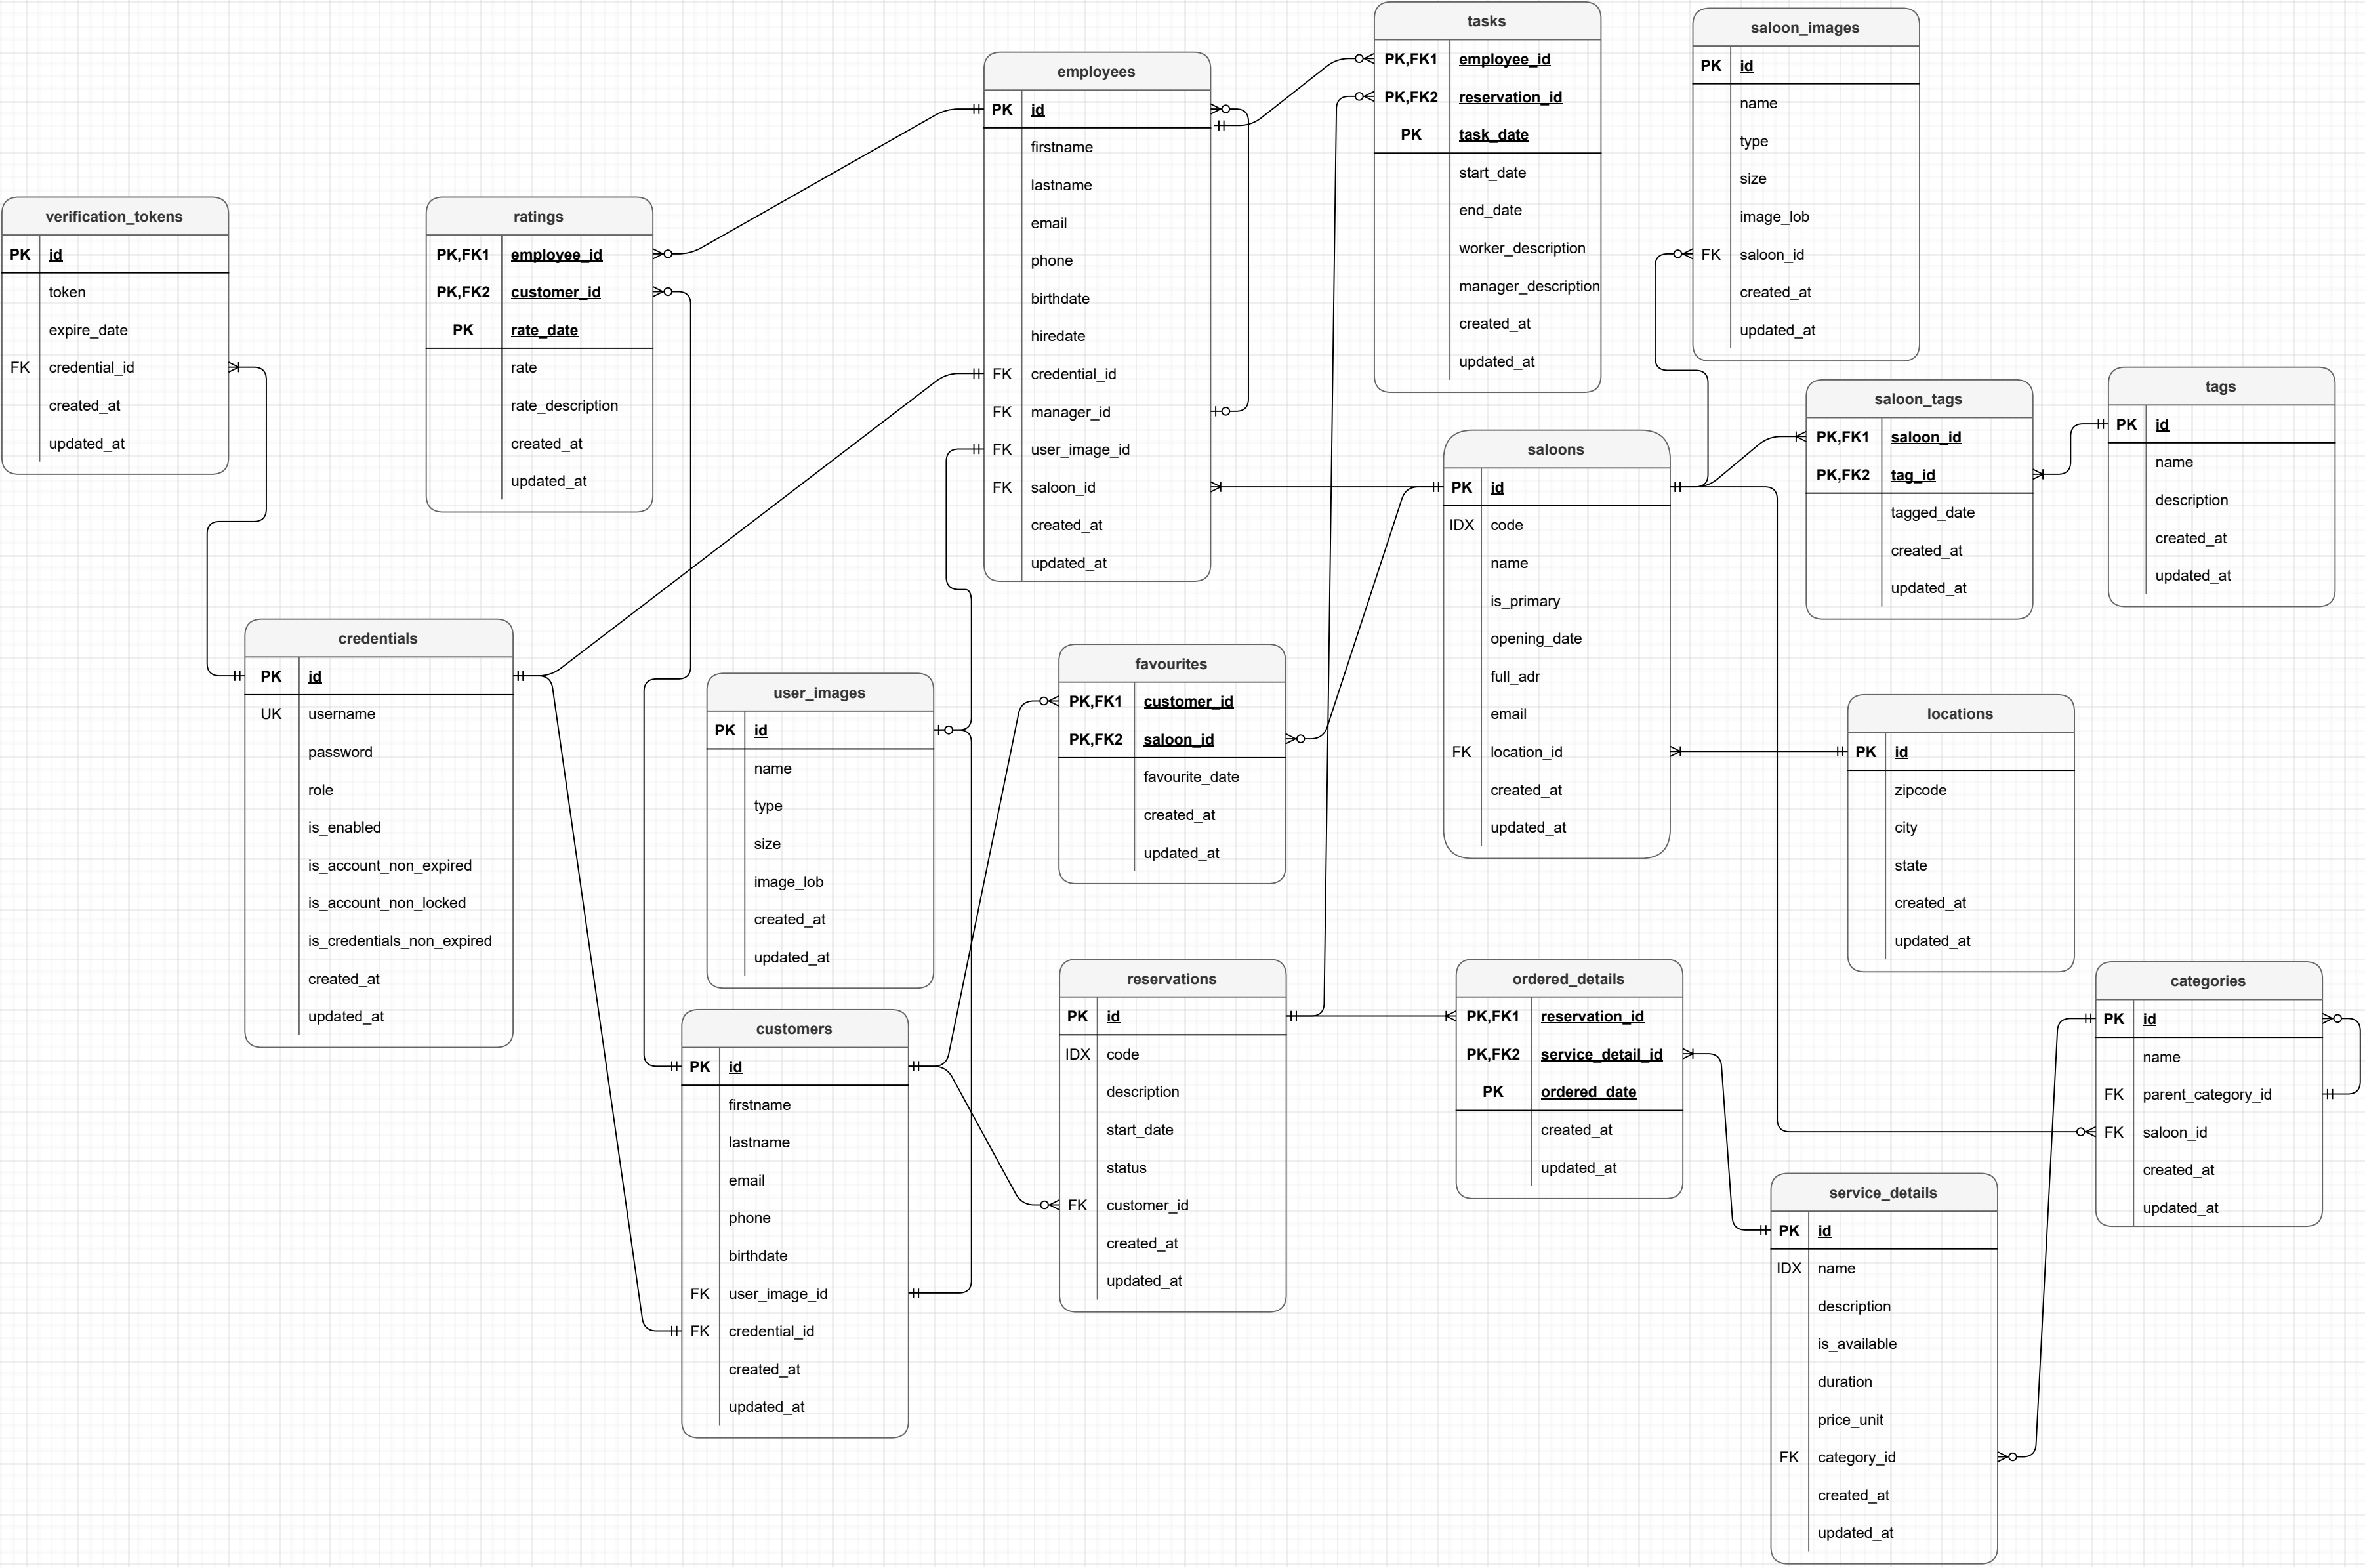 verification_tokens
PK id
token
expire_date
FK credential_id
created_at
updated_at
ratings
PK,FK1 employee_id
PK,FK2 customer_id
PK rate_date
rate
rate_description
created_at
updated_at
employees
PK id
firstname
lastname
email
phone
birthdate
hiredate
FK credential_id
FK manager_id
FK user_image_id
FK saloon_id
created_at
updated_at
tasks
PK,FK1 employee_id
PK,FK2 reservation_id
PK task_date
start_date
end_date
worker_description
manager_description
created_at
updated_at
saloon_images
PK id
name
type
size
image_lob
FK saloon_id
created_at
updated_at
saloon_tags
PK,FK1 saloon_id
PK,FK2 tag_id
tagged_date
created_at
updated_at
tags
PK id
name
description
created_at
updated_at
saloons
PK id
IDX code
name
is_primary
opening_date
full_adr
email
FK location_id
created_at
updated_at
credentials
PK id
UK username
password
role
is_enabled
is_account_non_expired
is_account_non_locked
is_credentials_non_expired
created_at
updated_at
user_images
PK id
name
type
size
image_lob
created_at
updated_at
favourites
PK,FK1 customer_id
PK,FK2 saloon_id
favourite_date
created_at
updated_at
locations
PK id
zipcode
city
state
created_at
updated_at
customers
PK id
firstname
lastname
email
phone
birthdate
FK user_image_id
FK credential_id
created_at
updated_at
reservations
PK id
IDX code
description
start_date
status
FK customer_id
created_at
updated_at
ordered_details
PK,FK1 reservation_id
PK,FK2 service_detail_id
PK ordered_date
created_at
updated_at
categories
PK id
name
FK parent_category_id
FK saloon_id
created_at
updated_at
service_details
PK id
IDX name
description
is_available
duration
price_unit
FK category_id
created_at
updated_at